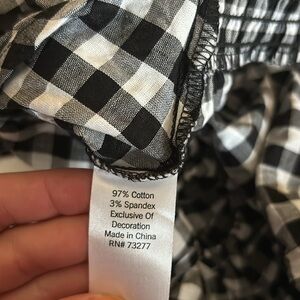 97% Cotton
3% Spandex
Exclusive Of
Decoration
Made in China
RN# 73277